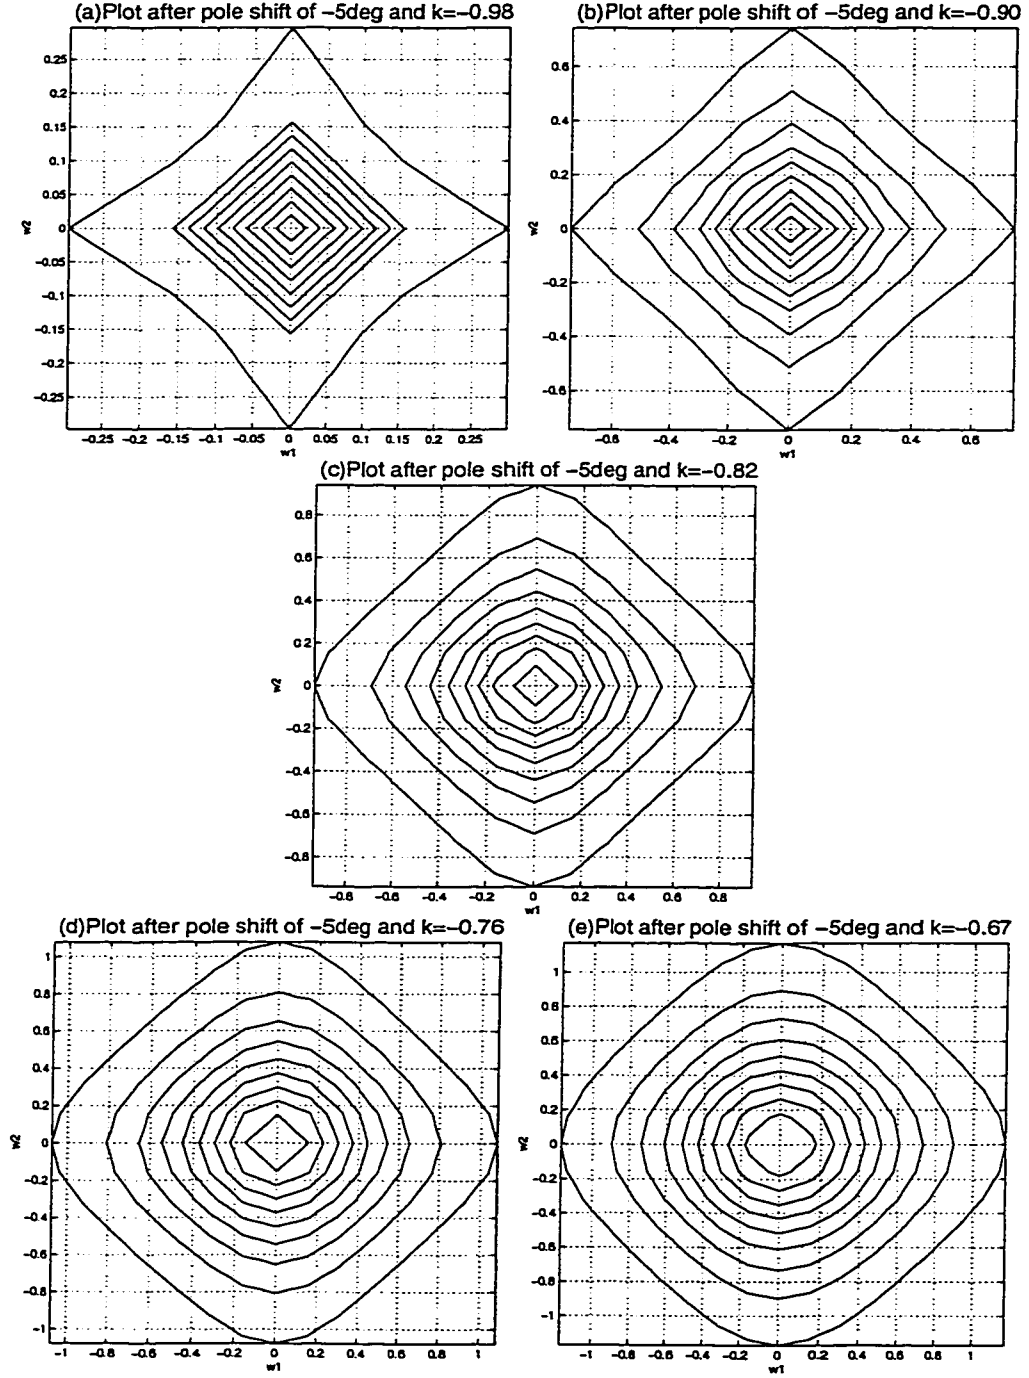 (a)Plot after pole shift of −5deg and k=−0.98
0.25
0.2
0.15
0.1
0.05
0
−0.05
−0.1
−0.15
−0.2
−0.25
w2
−0.25 −0.2 −0.15 −0.1 −0.05 0 0.05 0.1 0.15 0.2 0.25
w1
(b)Plot after pole shift of −5deg and k=−0.90
0.6
0.4
0.2
0
−0.2
−0.4
−0.6
w2
−0.6 −0.4 −0.2 0 0.2 0.4 0.6
w1
(c)Plot after pole shift of −5deg and k=−0.82
0.8
0.6
0.4
0.2
0
−0.2
−0.4
−0.6
−0.8
w2
−0.8 −0.6 −0.4 −0.2 0 0.2 0.4 0.6 0.8
w1
(d)Plot after pole shift of −5deg and k=−0.76
1
0.8
0.6
0.4
0.2
0
−0.2
−0.4
−0.6
−0.8
−1
w2
−1 −0.8 −0.6 −0.4 −0.2 0 0.2 0.4 0.6 0.8 1
w1
(e)Plot after pole shift of −5deg and k=−0.67
1
0.8
0.6
0.4
0.2
0
−0.2
−0.4
−0.6
−0.8
−1
w2
−1 −0.8 −0.6 −0.4 −0.2 0 0.2 0.4 0.6 0.8 1
w1